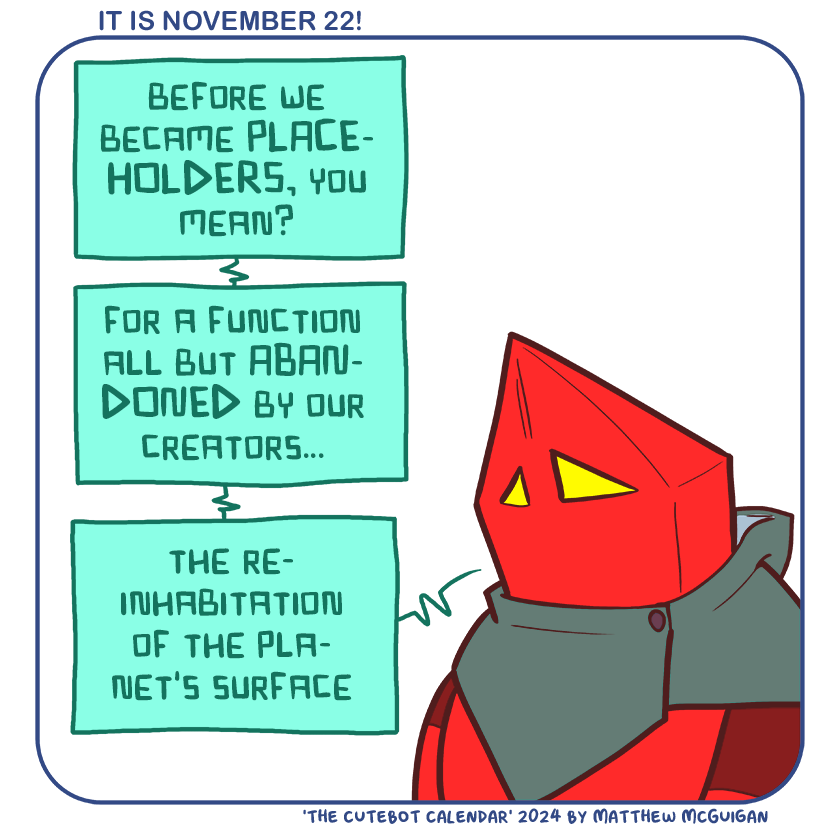 IT IS NOVEMBER 22!
BEFORE WE
BECAME PLACE-
HOLDERS, YOU
MEAN?
FOR A FUNCTION
ALL BUT ABAN-
DONED BY OUR
CREATORS...
THE RE-
INHABITATION
OF THE PLA-
NET'S SURFACE
'THE CUTEBOT CALENDAR' 2024 BY MATTHEW MCGUIGAN